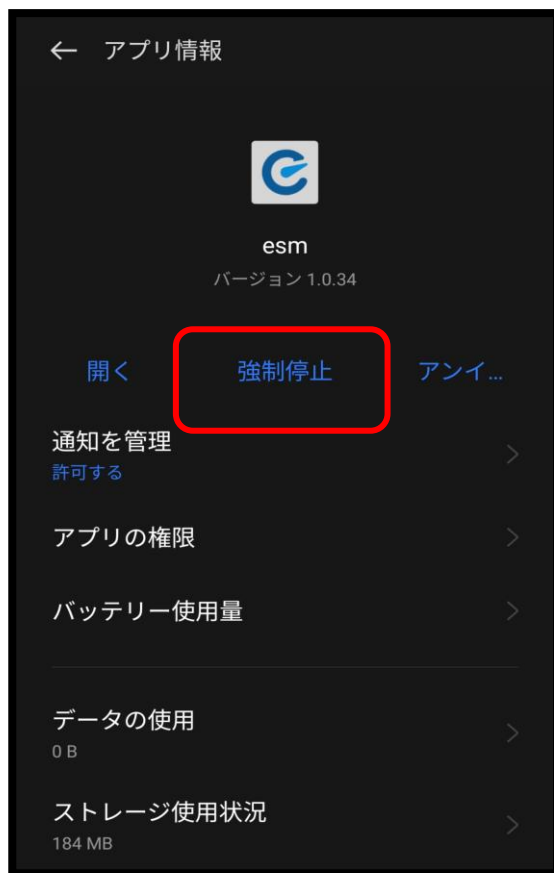 アプリ情報
esm
バージョン 1.0.34
開く
強制停止
アンイ...
通知を管理
許可する
アプリの権限
バッテリー使用量
データの使用
0 B
ストレージ使用状況
184 MB